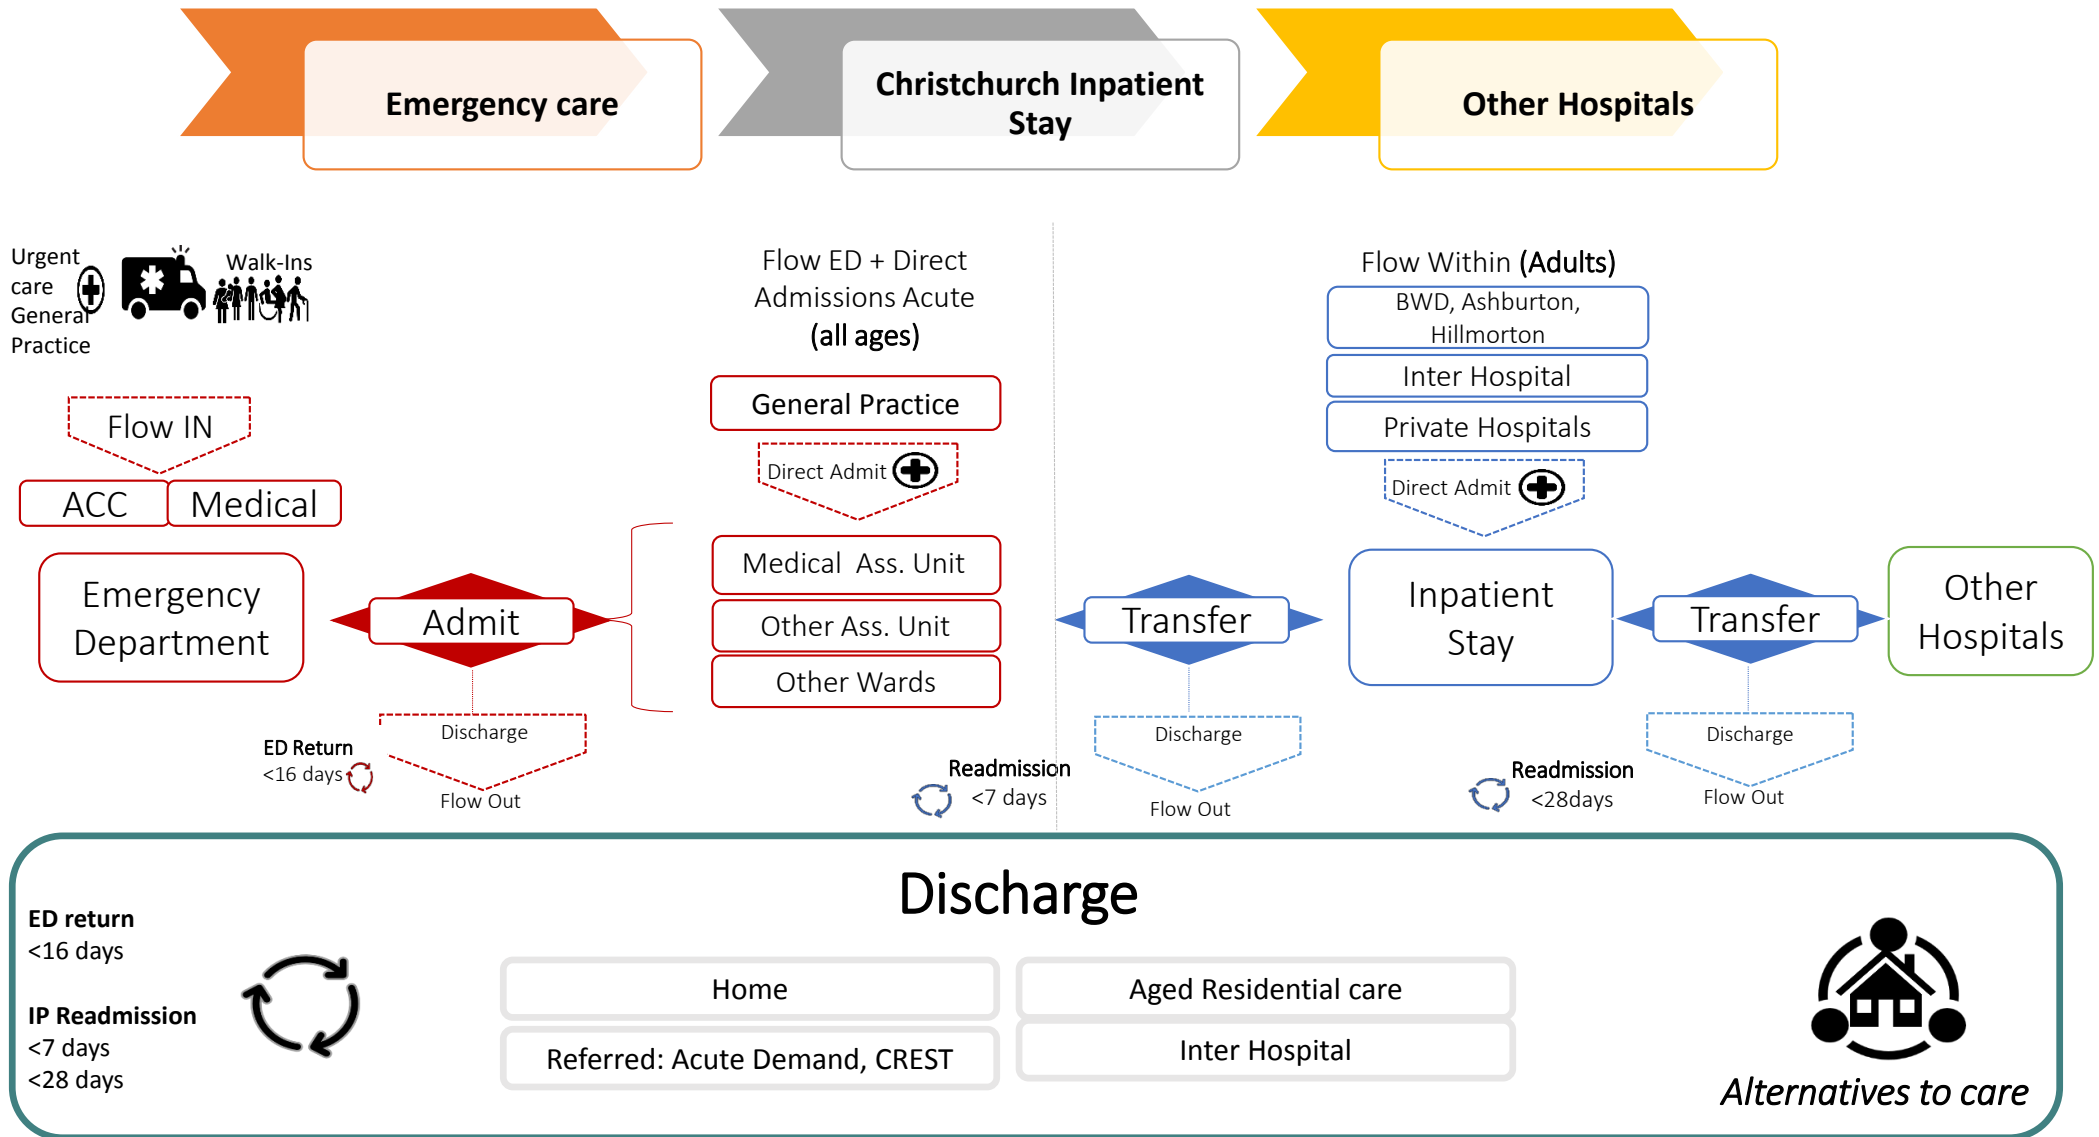 Emergency care
Christchurch Inpatient
Stay
Other Hospitals
Urgent
care
General
Practice
Walk-Ins
Flow IN
ACC
Medical
Emergency
Department
Admit
Discharge
Flow Out
ED Return
<16 days
Flow ED + Direct
Admissions Acute
(all ages)
General Practice
Direct Admit
Medical  Ass. Unit
Other Ass. Unit
Other Wards
Readmission
<7 days
Transfer
Discharge
Flow Out
Flow Within (Adults)
BWD, Ashburton,
Hillmorton
Inter Hospital
Private Hospitals
Direct Admit
Inpatient
Stay
Readmission
<28days
Transfer
Discharge
Flow Out
Other
Hospitals
Discharge
ED return
<16 days
IP Readmission
<7 days
<28 days
Home
Aged Residential care
Referred: Acute Demand, CREST
Inter Hospital
Alternatives to care